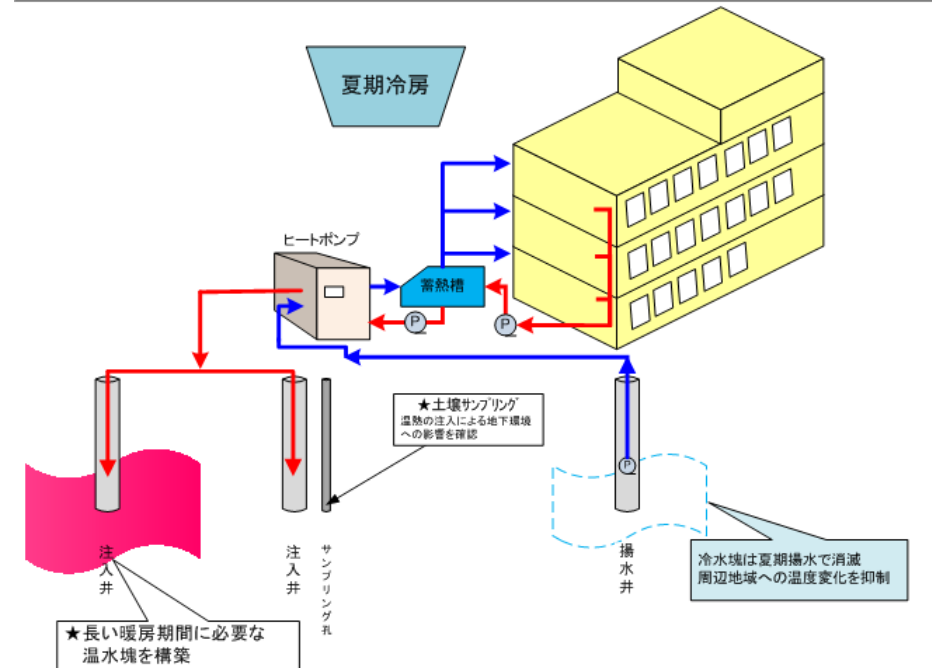 夏期冷房
ヒートポンプ
蓄熱槽
P
P
★土壌サンプリング
温熱の注入による地下環境
への影響を確認
P
注入井
注入井
サンプリング孔
揚水井
冷水塊は夏期揚水で消滅
周辺地域への温度変化を抑制
★長い暖房期間に必要な
温水塊を構築